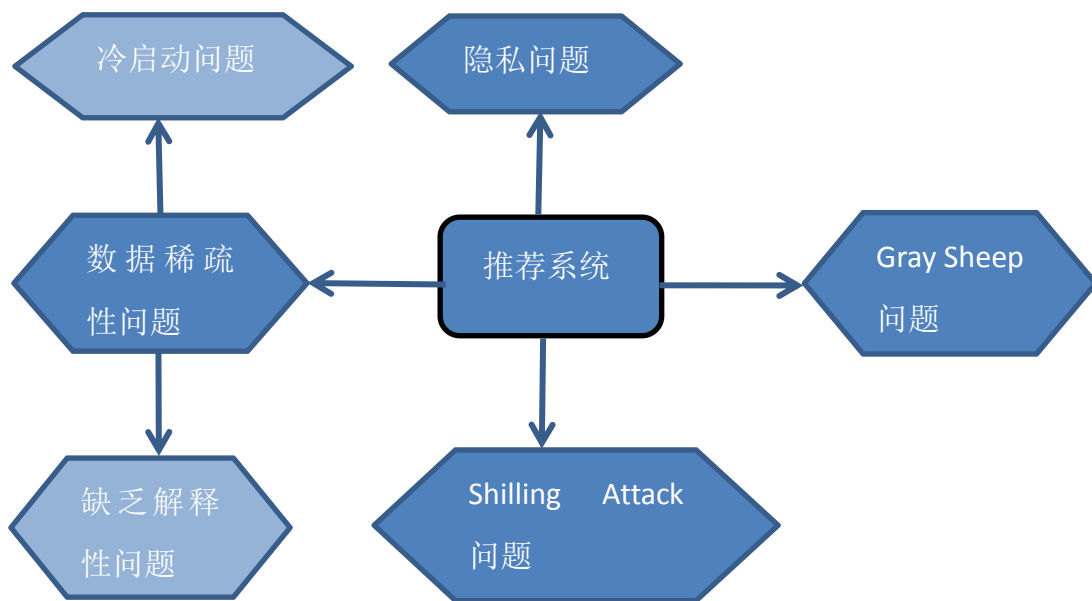 冷启动问题
隐私问题
数据稀疏
性问题
推荐系统
Gray Sheep
问题
缺乏解释
性问题
Shilling Attack
问题